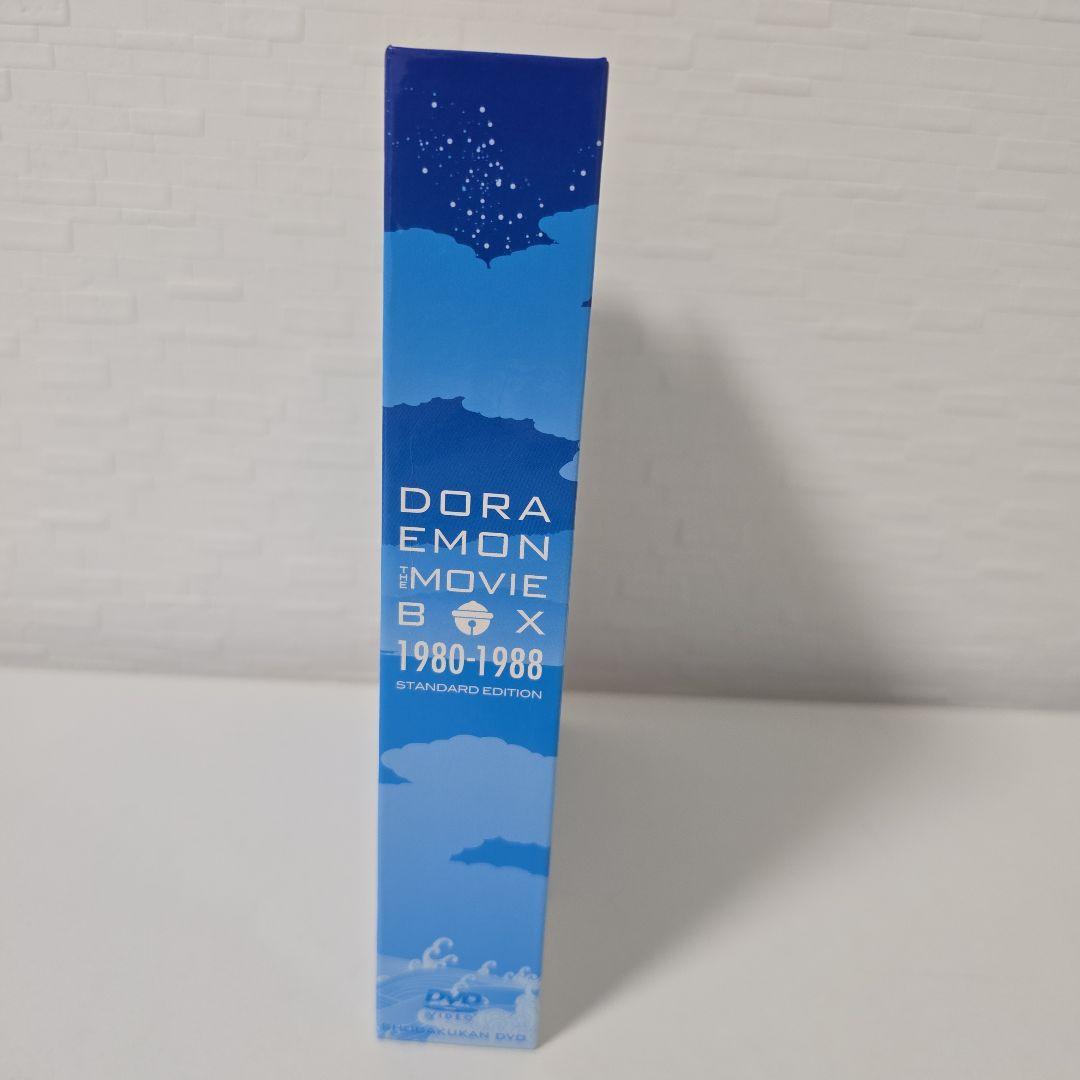 DORA
EMON
THE MOVIE
B X
1980-1988
STANDARD EDITION
DVD
VIDEO
SHOGAKUKAN DVD